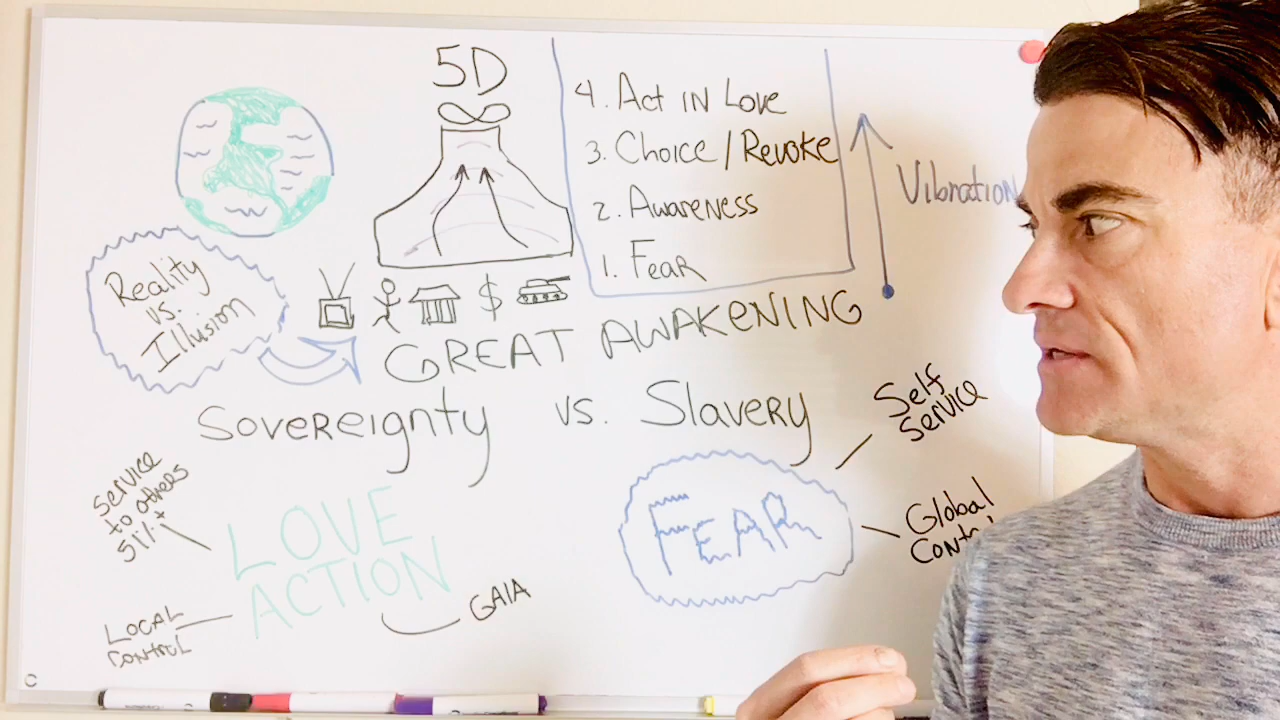 5D
4. Act IN Love
3. Choice / Revoke
2. Awareness
1. Fear
Vibration
Reality
vs.
Illusion
$
GREAT AWAKENING
Sovereignty vs. Slavery
Self
Service
Service
to others
51% +
LOVE
ACTION
FEAR
Global
LOCAL
CONTROL
GAIA